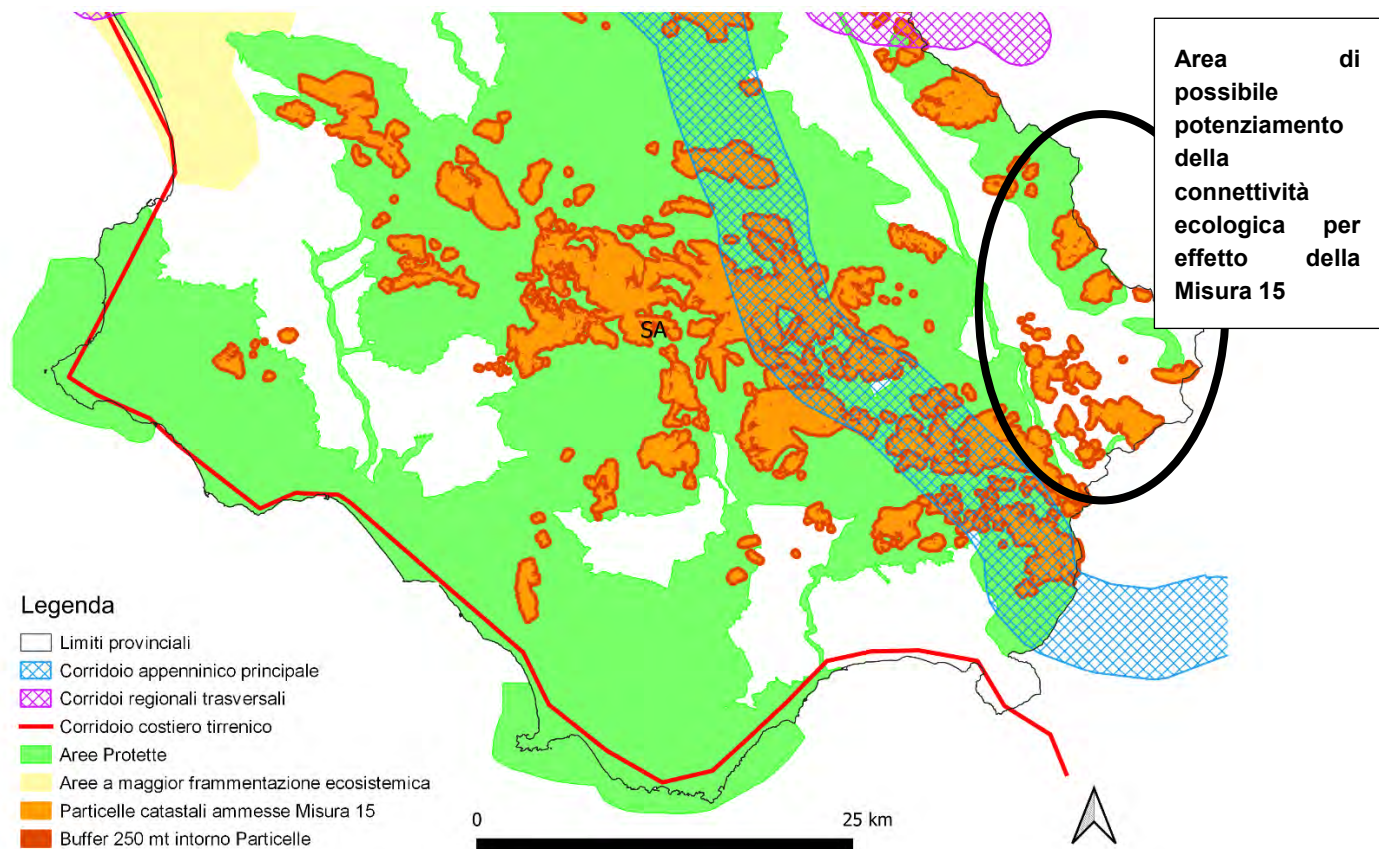 Area di
possibile
potenziamento
della
connettività
ecologica per
effetto della
Misura 15
SA
Legenda
Limiti provinciali
Corridoio appenninico principale
Corridoi regionali trasversali
Corridoio costiero tirrenico
Aree Protette
Aree a maggior frammentazione ecosistemica
Particelle catastali ammesse Misura 15
Buffer 250 mt intorno Particelle
0 25 km